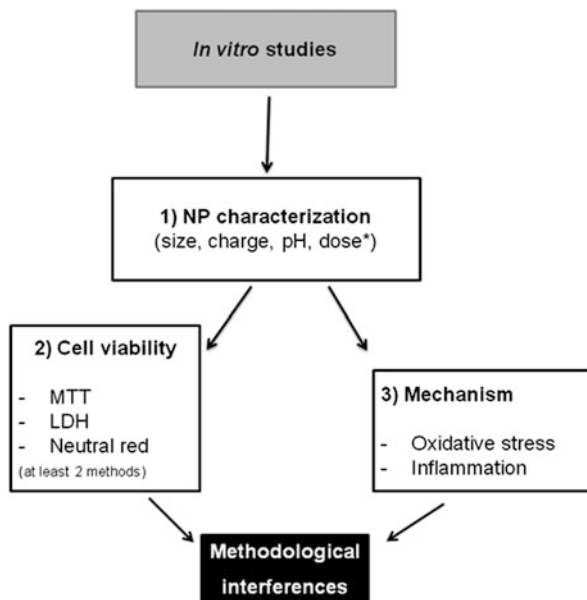 In vitro studies
1) NP characterization
(size, charge, pH, dose*)
2) Cell viability
- MTT
- LDH
- Neutral red
(at least 2 methods)
3) Mechanism
- Oxidative stress
- Inflammation
Methodological
interferences